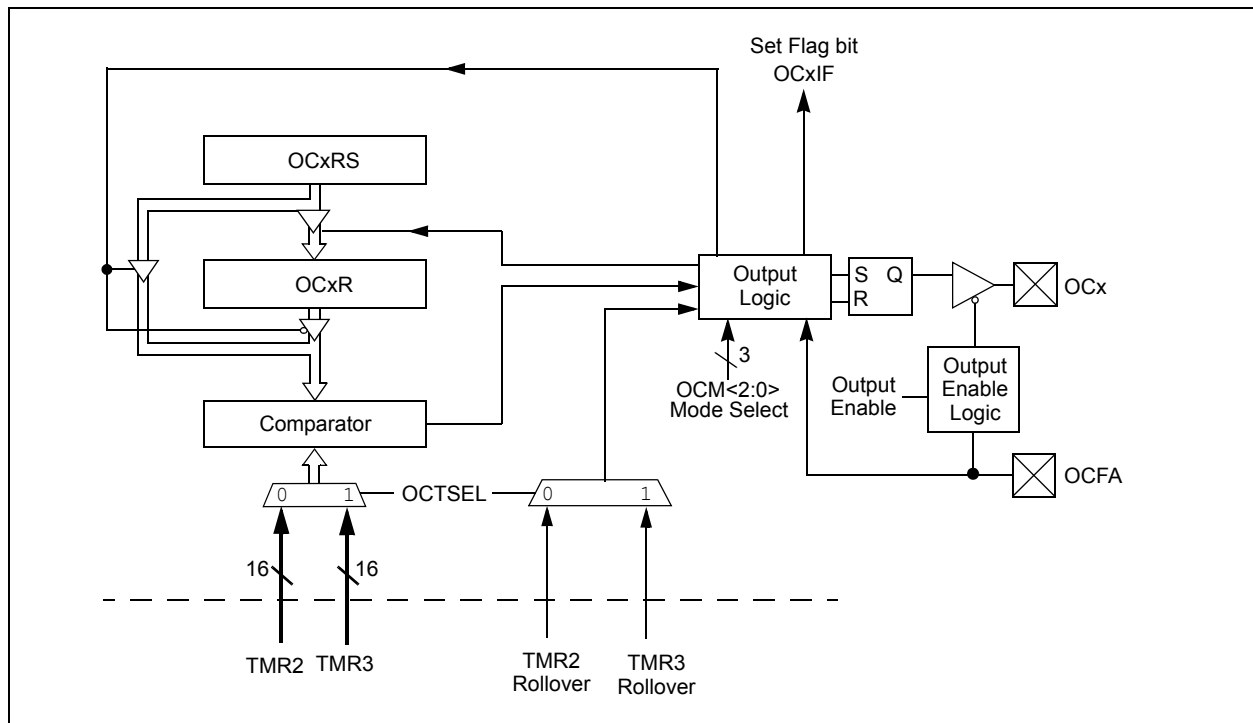 Set Flag bit
OCxIF
OCxRS
OCxR
Output
Logic
S Q
R
OCx
3
OCM<2:0>
Mode Select
Output
Enable
Output
Enable
Logic
Comparator
OCFA
0 1
OCTSEL
0 1
16
16
TMR2
TMR3
TMR2
Rollover
TMR3
Rollover